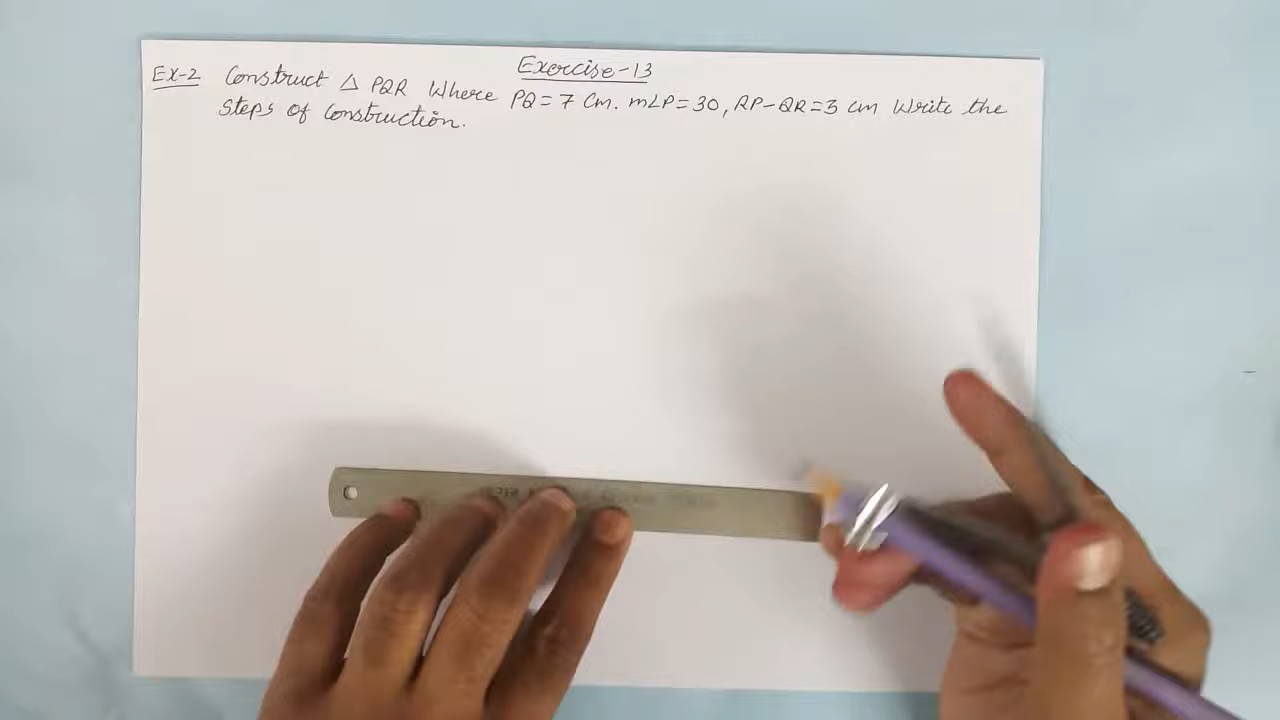 Exercise-13
Ex-2 Construct △ PQR Where PQ = 7 Cm. m∠P = 30, RP-QR = 3 cm Write the
steps of construction.